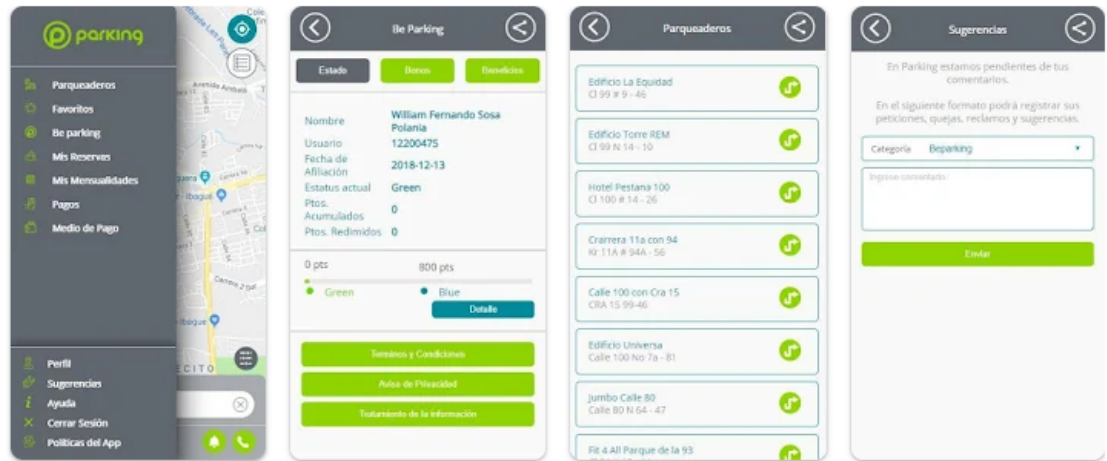 parking
Parqueaderos
Favoritos
Be parking
Mis Reservas
Mis Mensualidades
Pagos
Medio de Pago
Perfil
Sugerencias
Ayuda
Cerrar Sesión
Políticas del App
Avenida Ambala
Ibague
Ibague
ECITO
Be Parking
Estado
Bonos
Beneficios
Nombre
William Fernando Sosa
Polania
Usuario
12200475
Fecha de
Afiliación
2018-12-13
Estatus actual
Green
Ptos.
Acumulados
0
Ptos. Redimidos
0
0 pts
800 pts
Green
Blue
Detalle
Terminos y Condiciones
Aviso de Privacidad
Tratamiento de la información
Parqueaderos
Edificio La Equidad
Cl 99 # 9 - 46
Edificio Torre REM
Cl 99 N 14 - 10
Hotel Pestana 100
Cl 100 # 14 - 26
Crarrera 11a con 94
Kr 11A # 94A - 56
Calle 100 con Cra 15
CRA 15 99-46
Edificio Universa
Calle 100 No 7a - 81
Jumbo Calle 80
Calle 80 N 64 - 47
Fit 4 All Parque de la 93
Sugerencias
En Parking estamos pendientes de tus
comentarios.
En el siguiente formato podrá registrar sus
peticiones, quejas, reclamos y sugerencias.
Categoría
Beparking
Ingrese comentario
Enviar